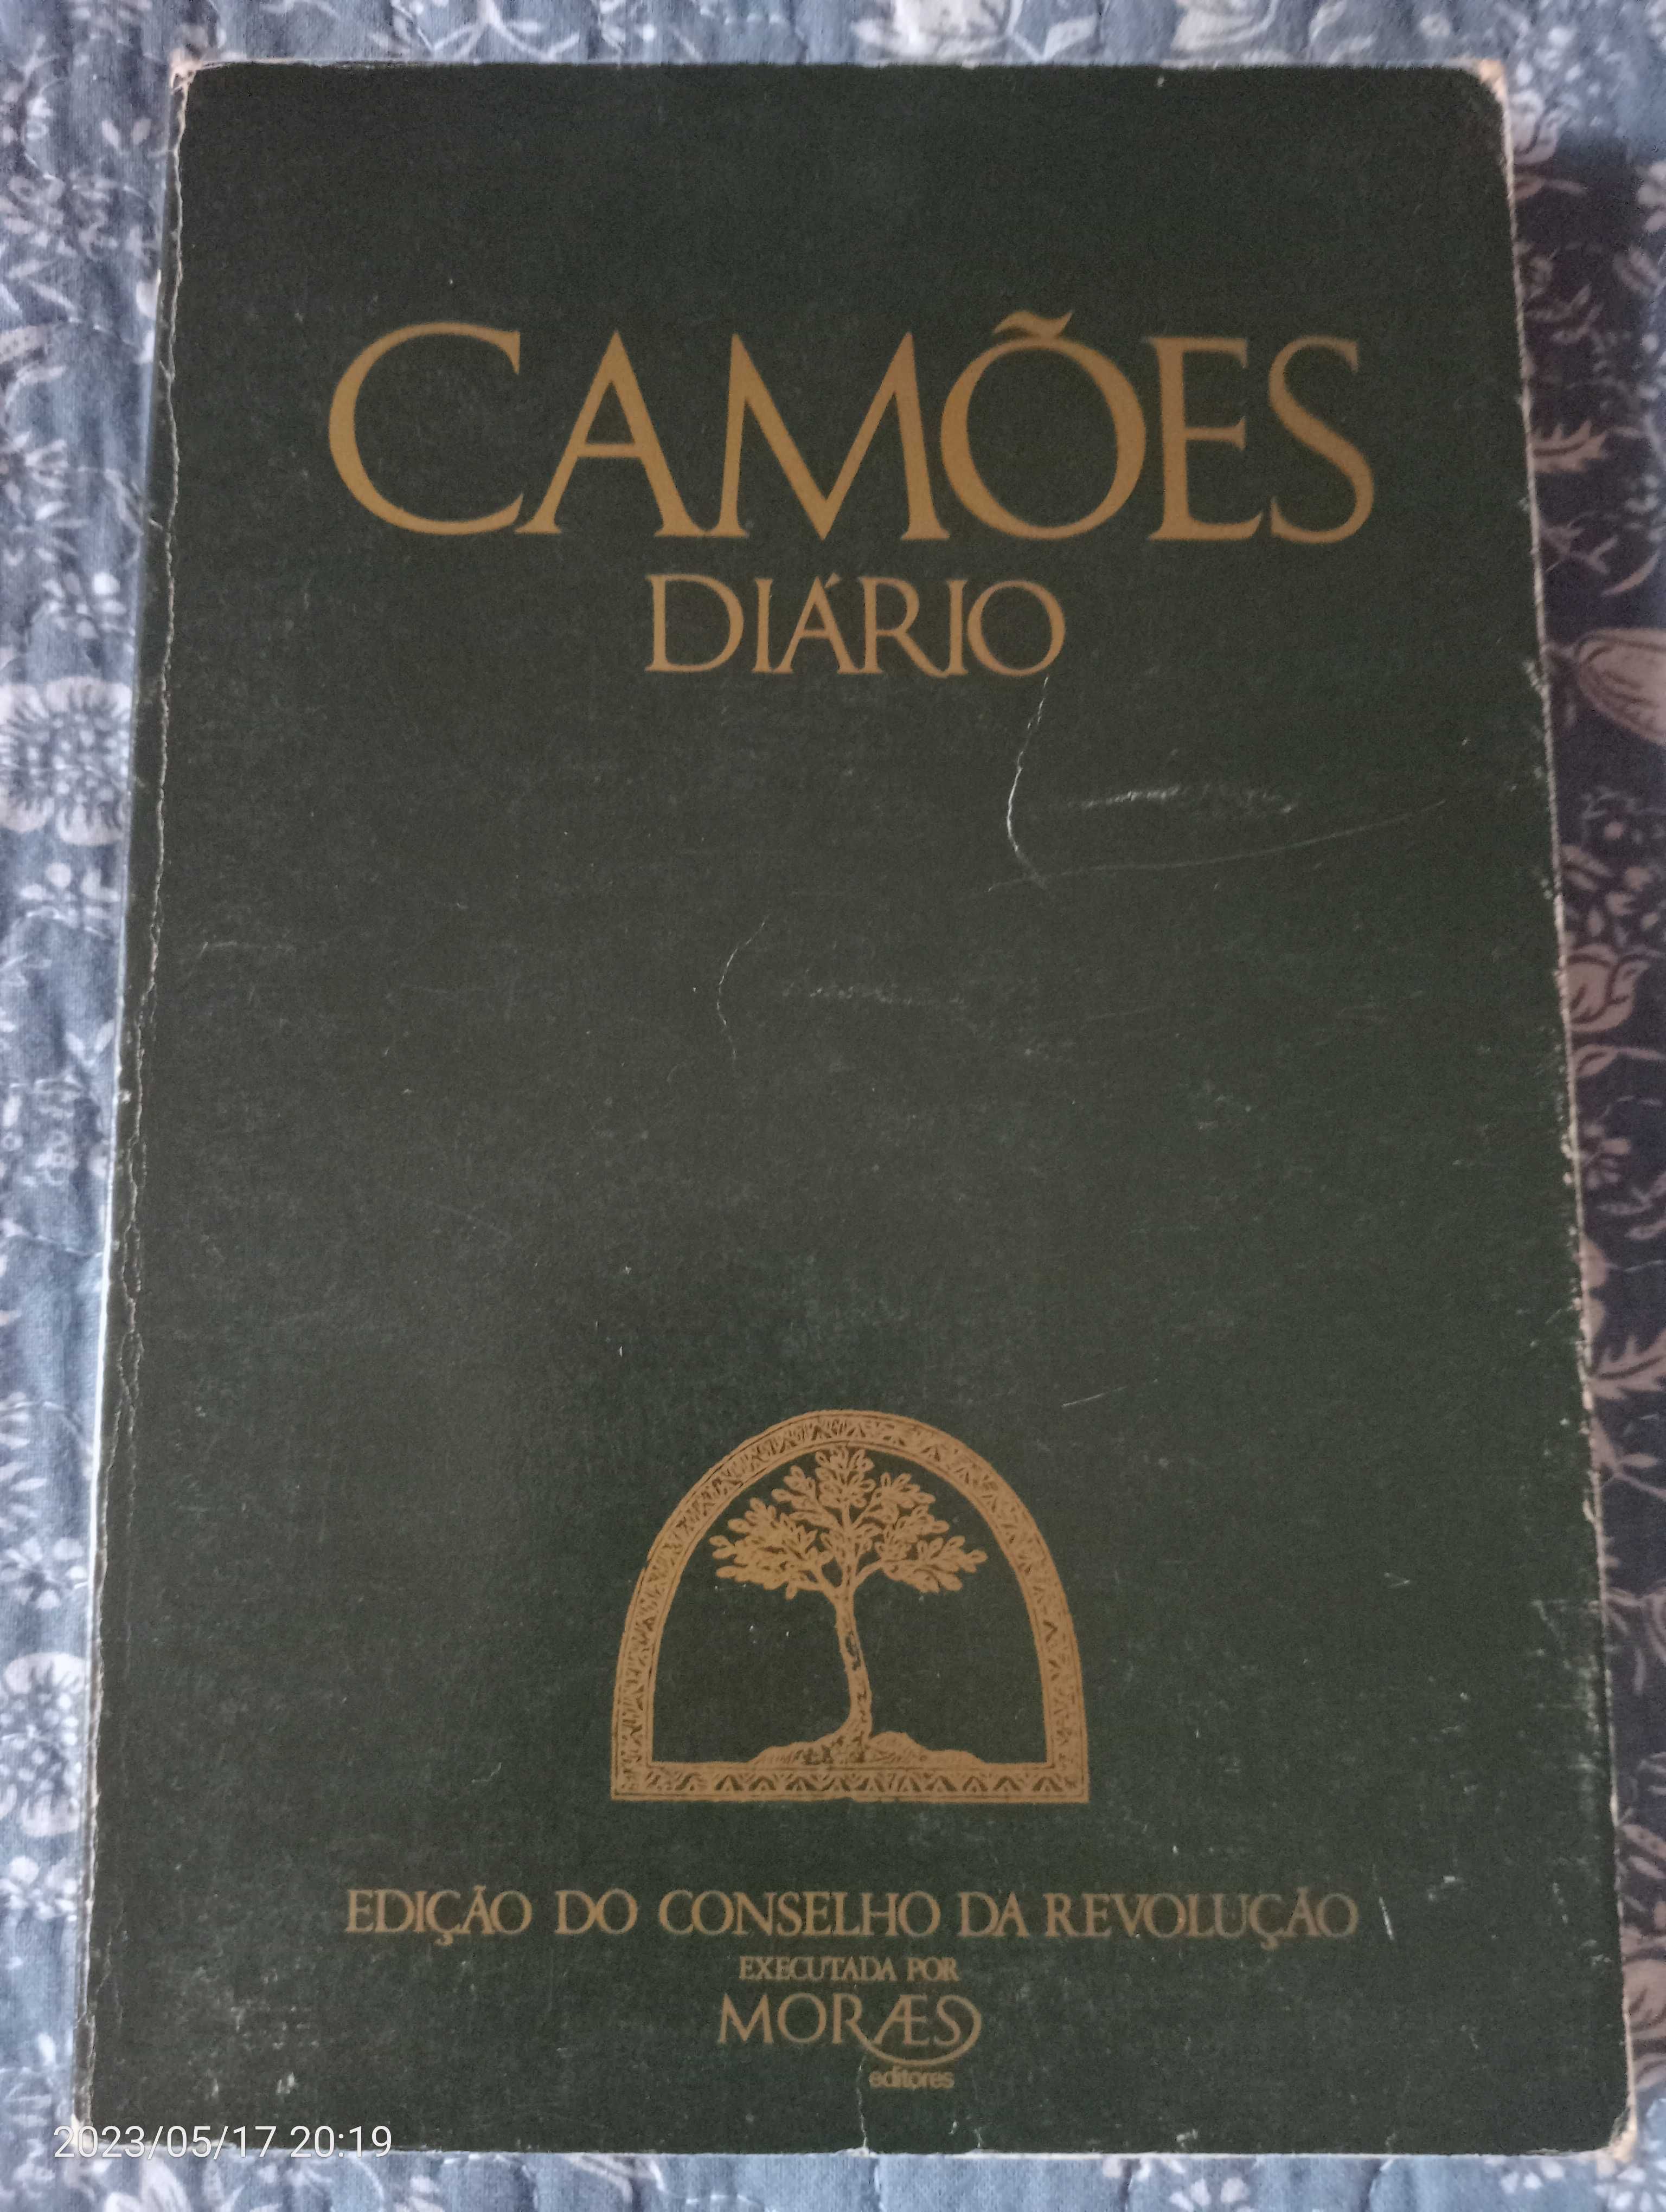 CAMÕES
DIÁRIO
EDIÇÃO DO CONSELHO DA REVOLUÇÃO
EXECUTADA POR
MORÆS
editores
2023/05/17 20:19